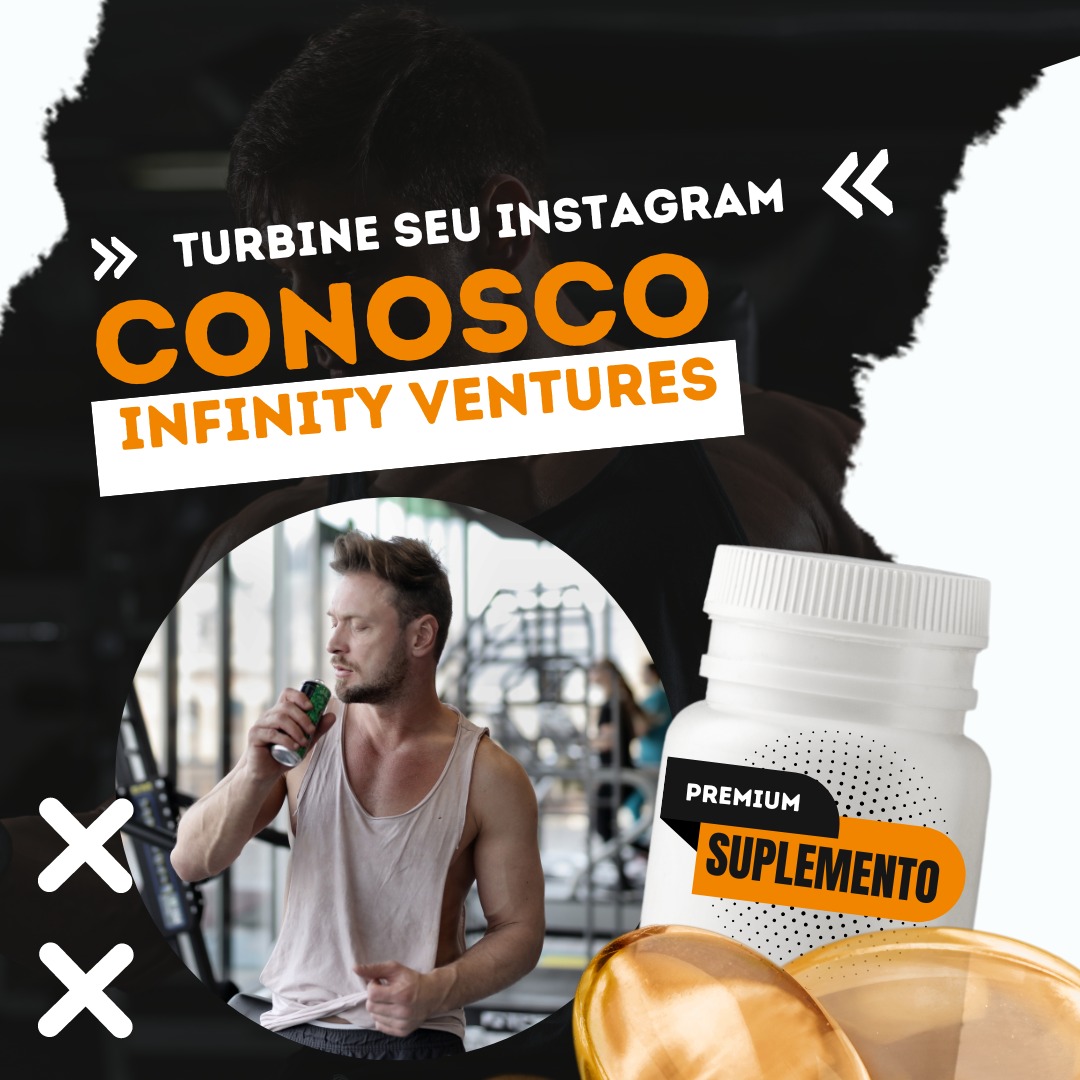 TURBINE SEU INSTAGRAM
CONOSCO
INFINITY VENTURES
PREMIUM
SUPLEMENTO